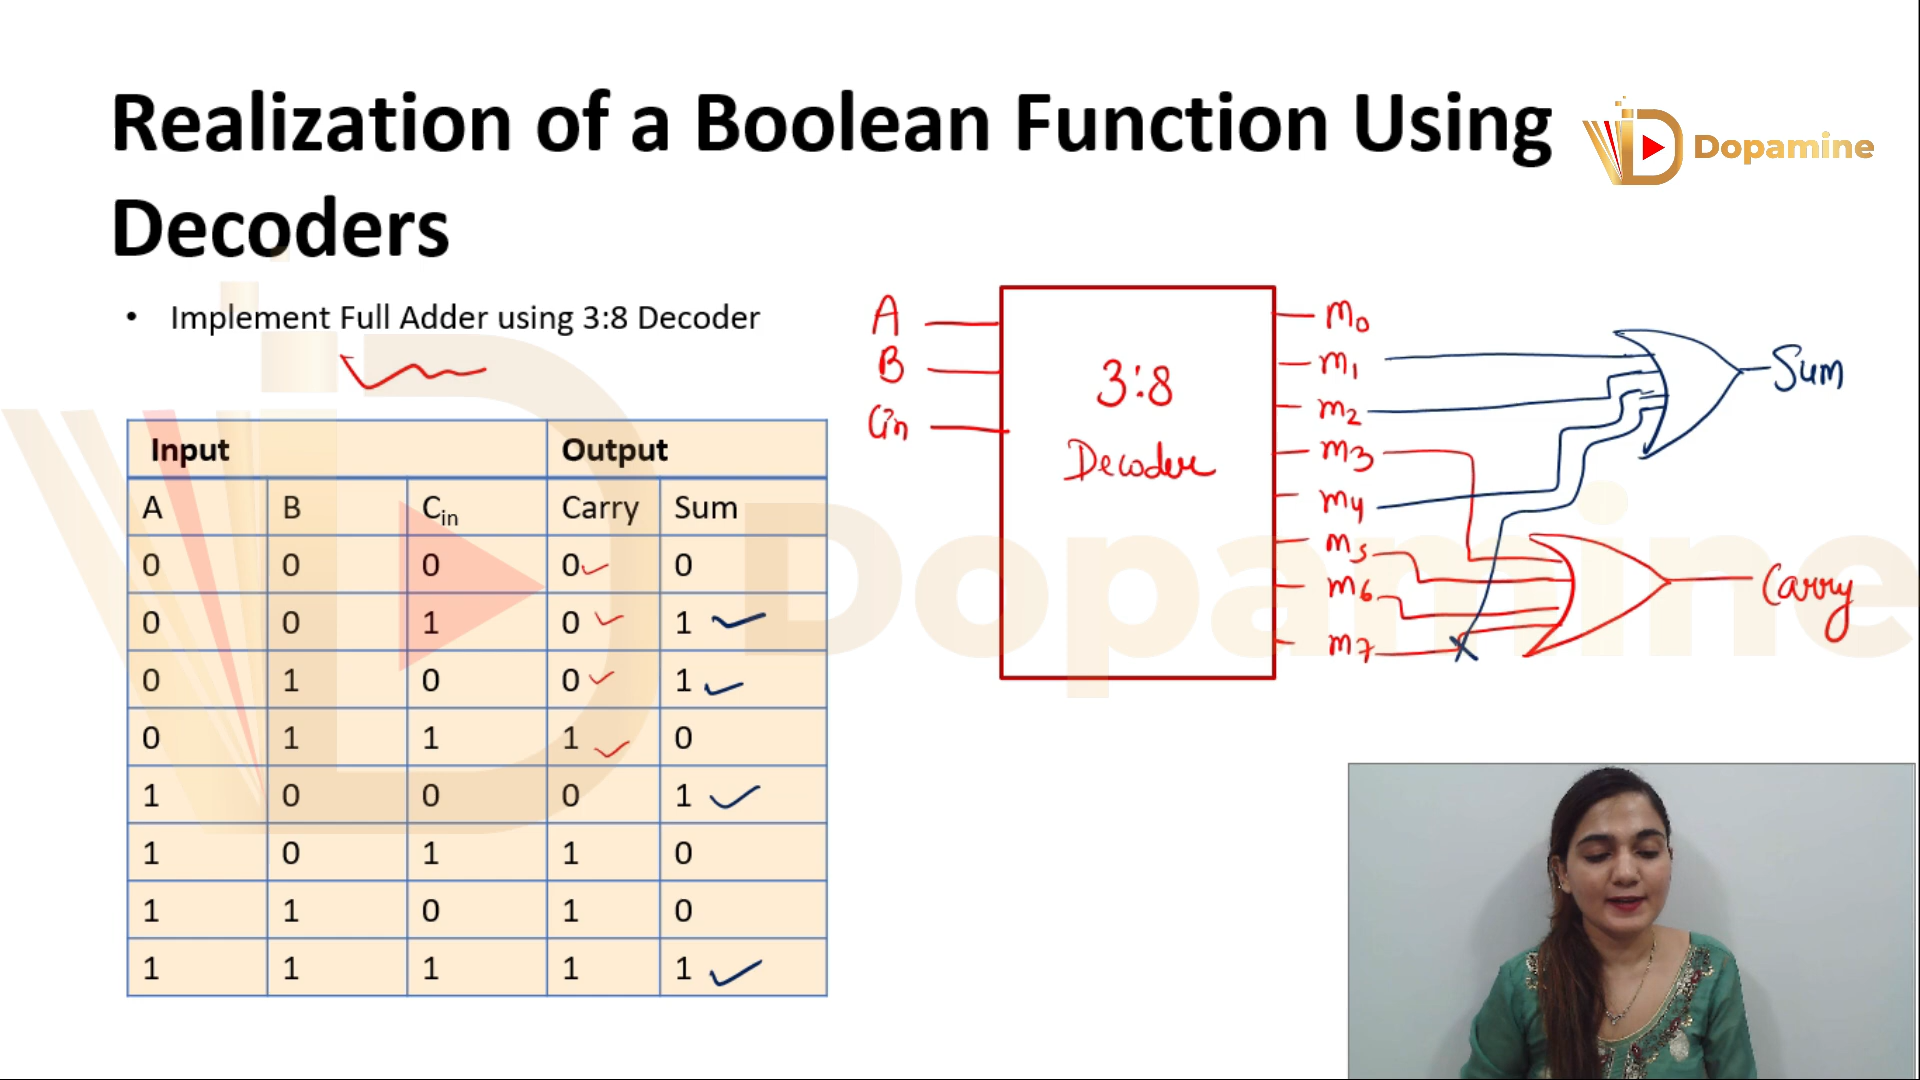 Realization of a Boolean Function Using
Decoders
Dopamine
• Implement Full Adder using 3:8 Decoder
Input Output
A B Cin Carry Sum
0 0 0 0 0
0 0 1 0 1
0 1 0 0 1
0 1 1 1 0
1 0 0 0 1
1 0 1 1 0
1 1 0 1 0
1 1 1 1 1
A
B
Cin
3:8
Decoder
m0
m1
m2
m3
m4
m5
m6
m7
Sum
Carry
Dopamine